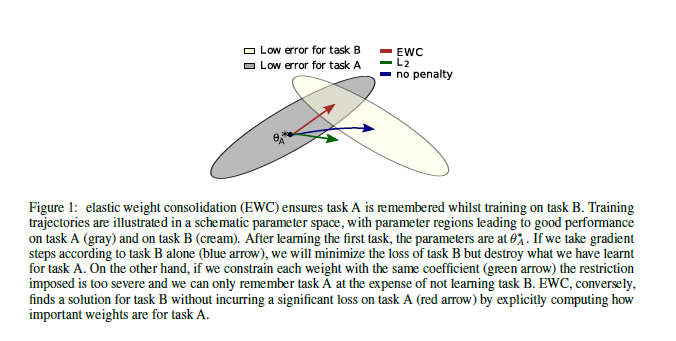 Low error for task B
Low error for task A
EWC
L₂
no penalty
θ*A
Figure 1: elastic weight consolidation (EWC) ensures task A is remembered whilst training on task B. Training
trajectories are illustrated in a schematic parameter space, with parameter regions leading to good performance
on task A (gray) and on task B (cream). After learning the first task, the parameters are at θ*A. If we take gradient
steps according to task B alone (blue arrow), we will minimize the loss of task B but destroy what we have learnt
for task A. On the other hand, if we constrain each weight with the same coefficient (green arrow) the restriction
imposed is too severe and we can only remember task A at the expense of not learning task B. EWC, conversely,
finds a solution for task B without incurring a significant loss on task A (red arrow) by explicitly computing how
important weights are for task A.